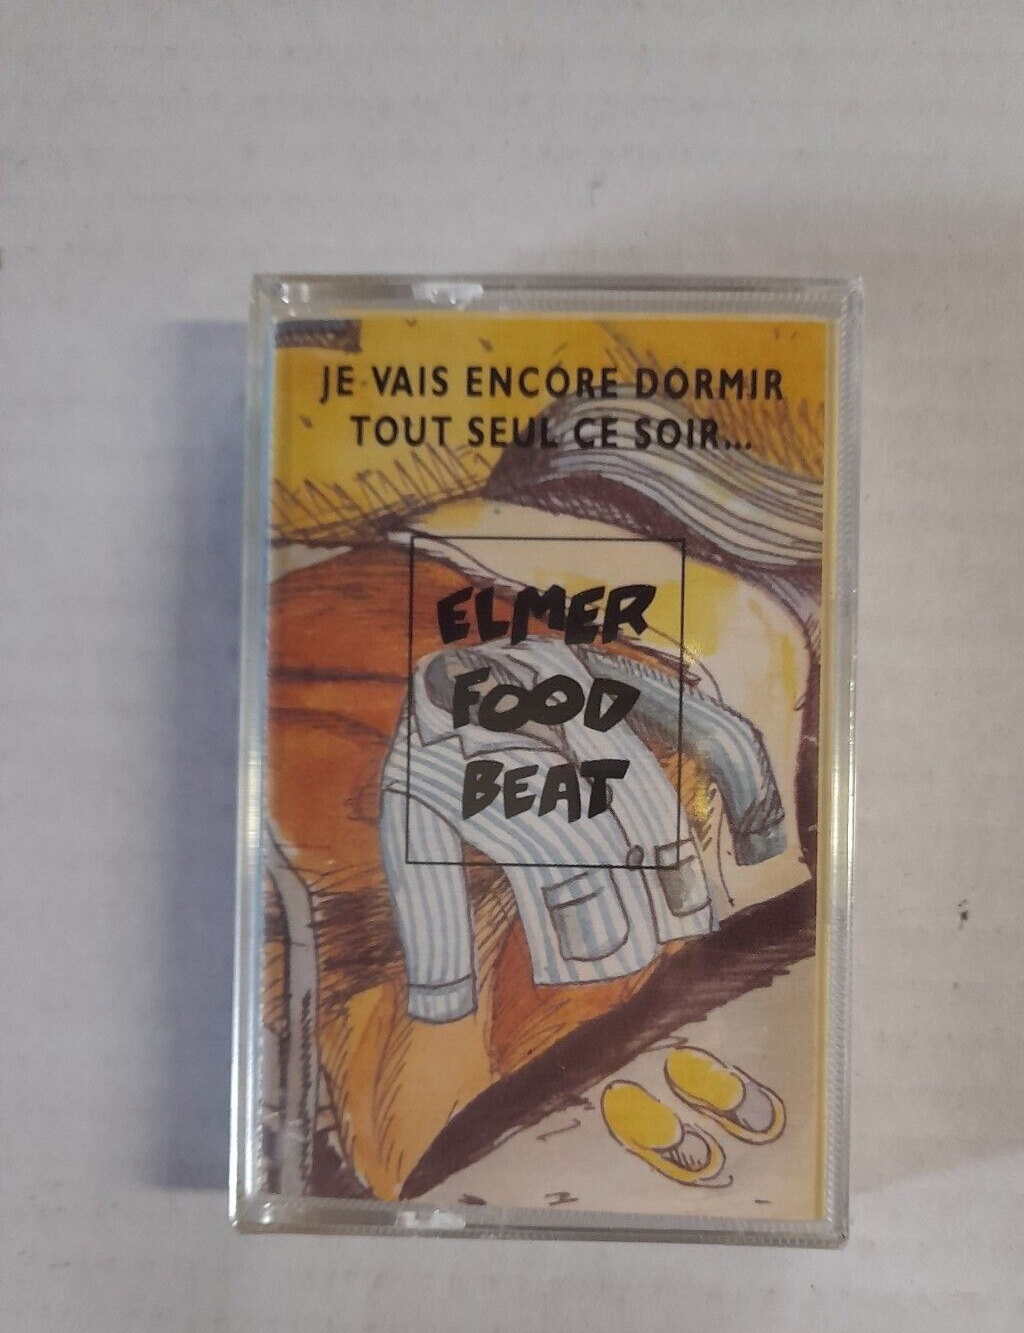 JE VAIS ENCORE DORMIR
TOUT SEUL CE SOIR...
ELMER
FOOD
BEAT